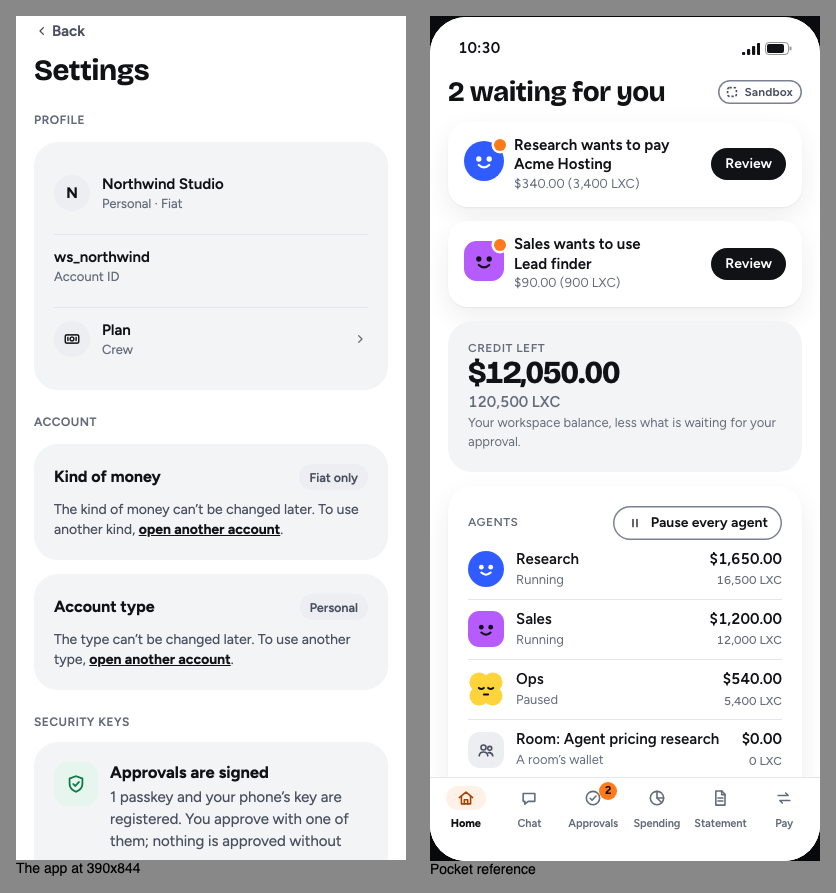 Back
Settings
PROFILE
N
Northwind Studio
Personal · Fiat
ws_northwind
Account ID
Plan
Crew
ACCOUNT
Kind of money
Fiat only
The kind of money can’t be changed later. To use
another kind, open another account.
Account type
Personal
The type can’t be changed later. To use another
type, open another account.
SECURITY KEYS
Approvals are signed
1 passkey and your phone’s key are
registered. You approve with one of
them; nothing is approved without
The app at 390x844
10:30
2 waiting for you
Sandbox
Research wants to pay
Acme Hosting
$340.00 (3,400 LXC)
Review
Sales wants to use
Lead finder
$90.00 (900 LXC)
Review
CREDIT LEFT
$12,050.00
120,500 LXC
Your workspace balance, less what is waiting for your
approval.
AGENTS
Pause every agent
Research
$1,650.00
Running
16,500 LXC
Sales
$1,200.00
Running
12,000 LXC
Ops
$540.00
Paused
5,400 LXC
Room: Agent pricing research
$0.00
A room’s wallet
0 LXC
2
Home
Chat
Approvals
Spending
Statement
Pay
Pocket reference